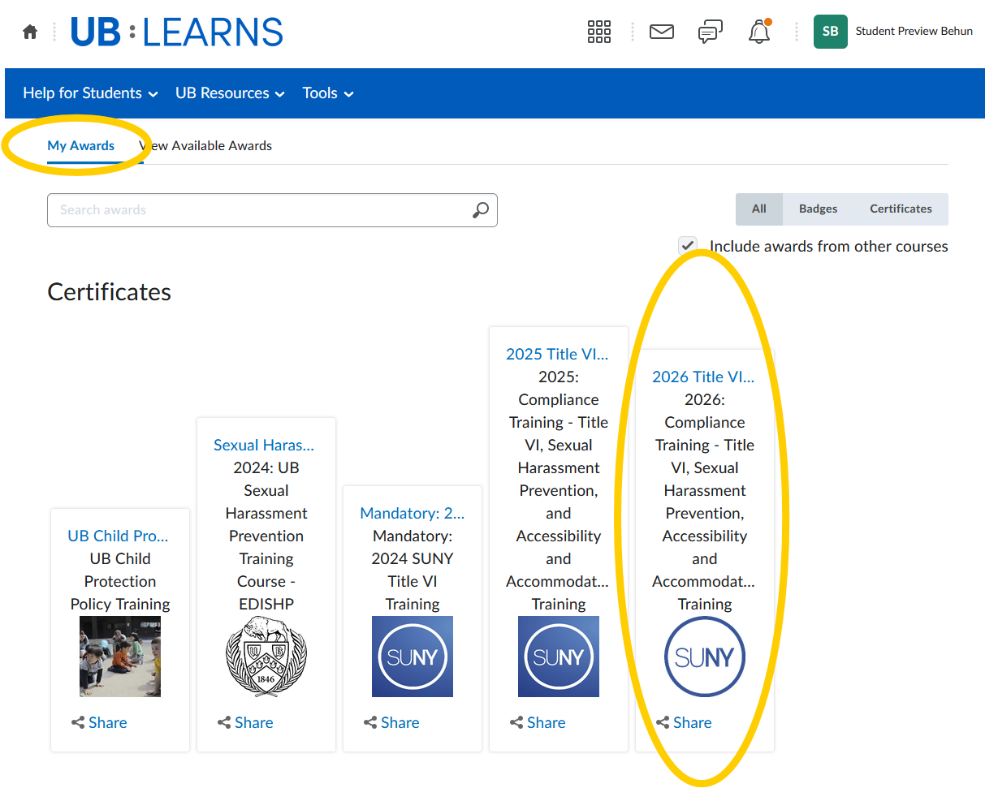 UB : LEARNS
SB
Student Preview Behun
Help for Students
UB Resources
Tools
My Awards
View Available Awards
Search awards
All
Badges
Certificates
Include awards from other courses
Certificates
UB Child Pro...
UB Child
Protection
Policy Training
Share
Sexual Haras...
2024: UB
Sexual
Harassment
Prevention
Training
Course -
EDISHP
1846
Share
Mandatory: 2...
Mandatory:
2024 SUNY
Title VI
Training
SUNY
Share
2025 Title VI...
2025:
Compliance
Training - Title
VI, Sexual
Harassment
Prevention,
and
Accessibility
and
Accommodat...
Training
SUNY
Share
2026 Title VI...
2026:
Compliance
Training - Title
VI, Sexual
Harassment
Prevention,
Accessibility
and
Accommodat...
Training
SUNY
Share